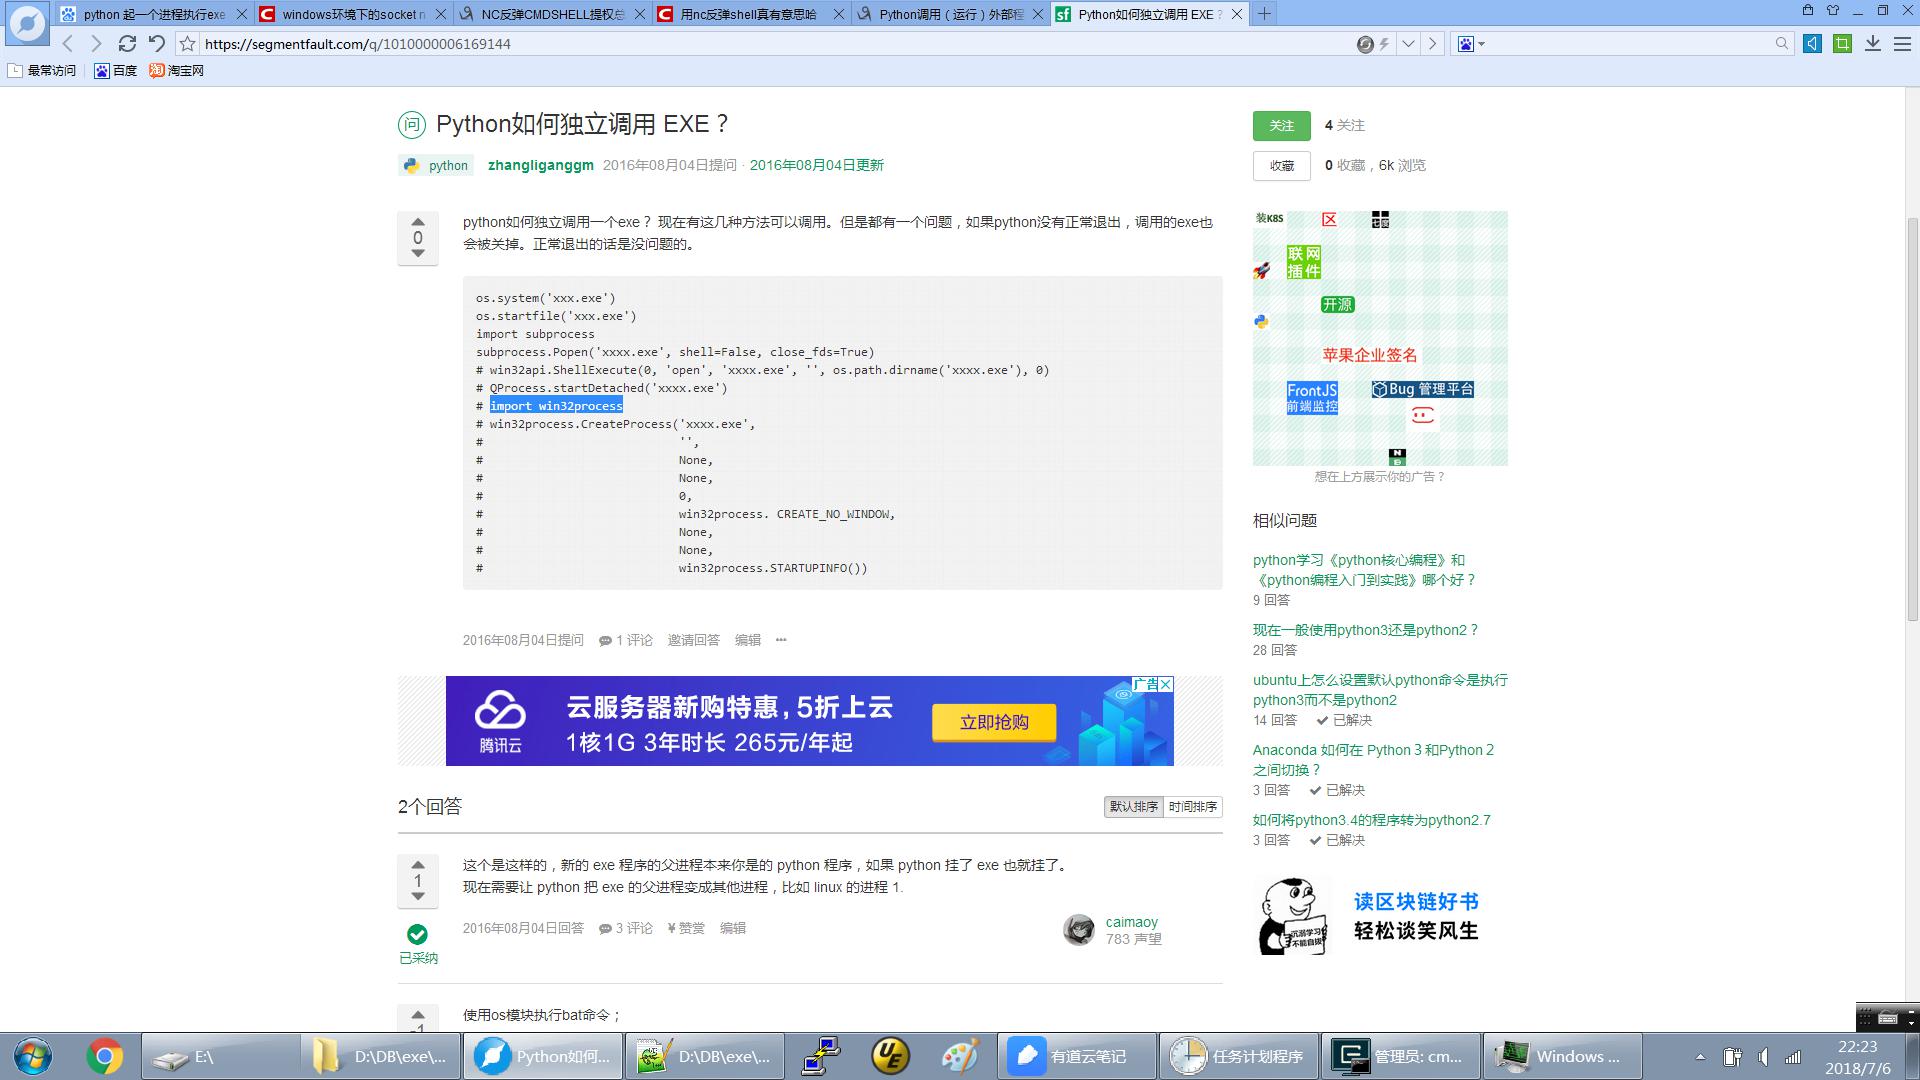 python 起一个进程执行exe
windows环境下的socket n
NC反弹CMDSHELL提权总
用nc反弹shell真有意思哈
Python调用（运行）外部程
Python如何独立调用 EXE？
https://segmentfault.com/q/1010000006169144
最常访问
百度
淘宝网
问
Python如何独立调用 EXE？
python
zhangliganggm 2016年08月04日提问 · 2016年08月04日更新
0
python如何独立调用一个exe？ 现在有这几种方法可以调用。但是都有一个问题，如果python没有正常退出，调用的exe也
会被关掉。正常退出的话是没问题的。
os.system('xxx.exe')
os.startfile('xxx.exe')
import subprocess
subprocess.Popen('xxxx.exe', shell=False, close_fds=True)
# win32api.ShellExecute(0, 'open', 'xxxx.exe', '', os.path.dirname('xxxx.exe'), 0)
# QProcess.startDetached('xxxx.exe')
# import win32process
# win32process.CreateProcess('xxxx.exe',
# '',
# None,
# None,
# 0,
# win32process. CREATE_NO_WINDOW,
# None,
# None,
# win32process.STARTUPINFO())
2016年08月04日提问 1 评论 邀请回答 编辑 •••
腾讯云
云服务器新购特惠，5折上云
1核1G 3年时长 265元/年起
立即抢购
广告
2个回答
默认排序 时间排序
1
已采纳
这个是这样的，新的 exe 程序的父进程本来你是的 python 程序，如果 python 挂了 exe 也就挂了。
现在需要让 python 把 exe 的父进程变成其他进程，比如 linux 的进程 1.
2016年08月04日回答 3 评论 ¥ 赞赏 编辑
caimaoy
783 声望
-1
使用os模块执行bat命令；
关注
4 关注
收藏
0 收藏，6k 浏览
装K8S
区
联网
插件
开源
苹果企业签名
FrontJS
前端监控
Bug 管理平台
想在上方展示你的广告？
相似问题
python学习《python核心编程》和
《python编程入门到实践》哪个好？
9 回答
现在一般使用python3还是python2？
28 回答
ubuntu上怎么设置默认python命令是执行
python3而不是python2
14 回答 已解决
Anaconda 如何在 Python 3 和Python 2
之间切换？
3 回答 已解决
如何将python3.4的程序转为python2.7
3 回答 已解决
沉溺学习
不能自拔
读区块链好书
轻松谈笑风生
E:\
D:\DB\exe\...
Python如何...
D:\DB\exe\...
有道云笔记
任务计划程序
管理员: cm...
Windows ...
22:23
2018/7/6